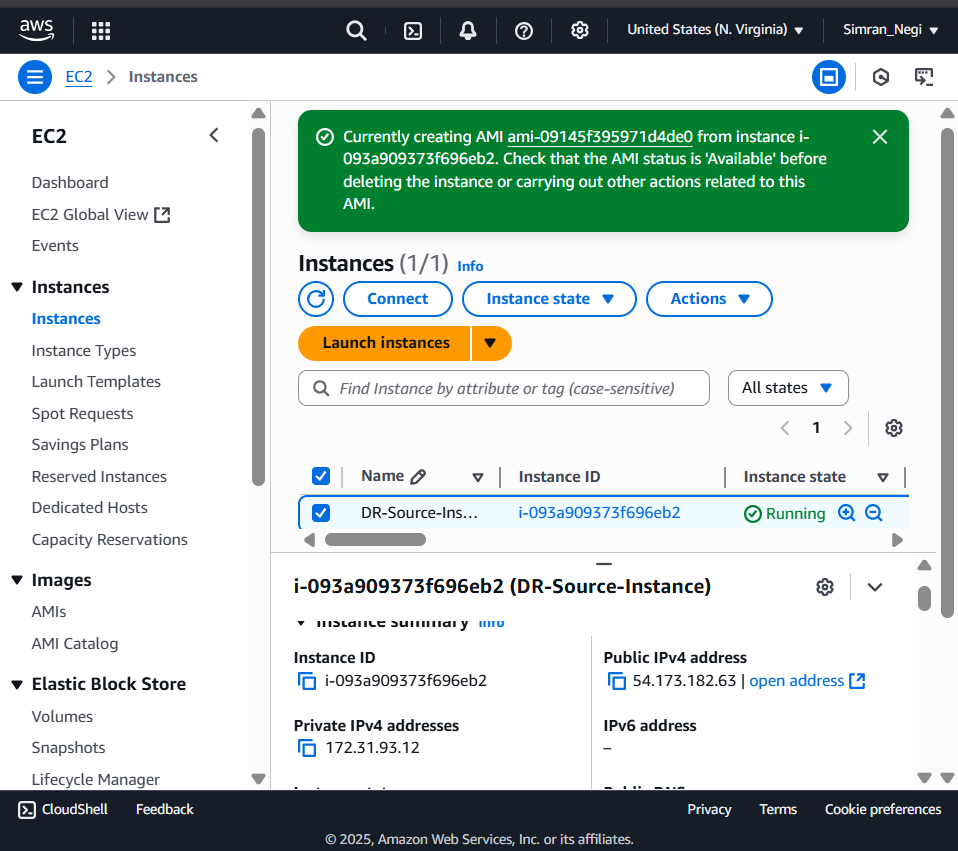 aws
United States (N. Virginia)
Simran_Negi
EC2
Instances
EC2
Dashboard
EC2 Global View
Events
Instances
Instances
Instance Types
Launch Templates
Spot Requests
Savings Plans
Reserved Instances
Dedicated Hosts
Capacity Reservations
Images
AMIs
AMI Catalog
Elastic Block Store
Volumes
Snapshots
Lifecycle Manager
Currently creating AMI ami-09145f395971d4de0 from instance i-
093a909373f696eb2. Check that the AMI status is 'Available' before
deleting the instance or carrying out other actions related to this
AMI.
Instances (1/1) Info
Connect
Instance state
Actions
Launch instances
Find Instance by attribute or tag (case-sensitive)
All states
1
Name
Instance ID
Instance state
DR-Source-Ins...
i-093a909373f696eb2
Running
i-093a909373f696eb2 (DR-Source-Instance)
Instance summary Info
Instance ID
i-093a909373f696eb2
Public IPv4 address
54.173.182.63 | open address
Private IPv4 addresses
172.31.93.12
IPv6 address
–
CloudShell
Feedback
Privacy
Terms
Cookie preferences
© 2025, Amazon Web Services, Inc. or its affiliates.